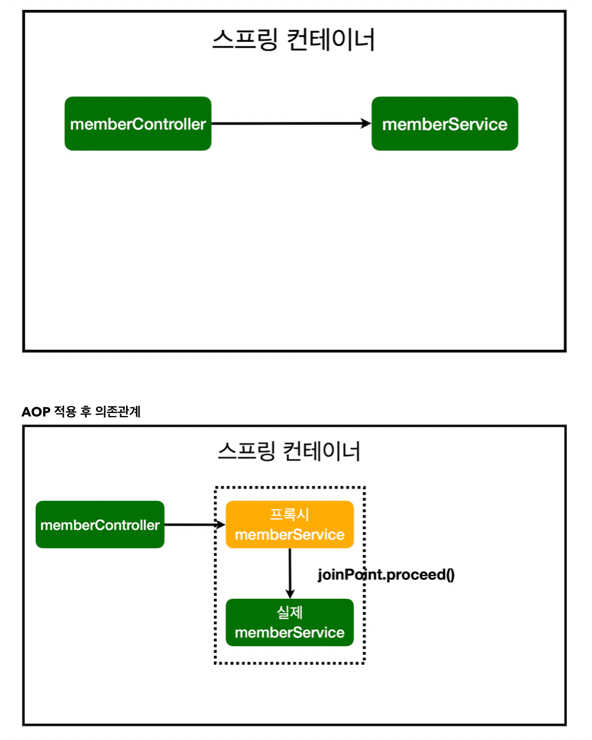 스프링 컨테이너
memberController
memberService
AOP 적용 후 의존관계
스프링 컨테이너
memberController
프록시
memberService
joinPoint.proceed()
실제
memberService